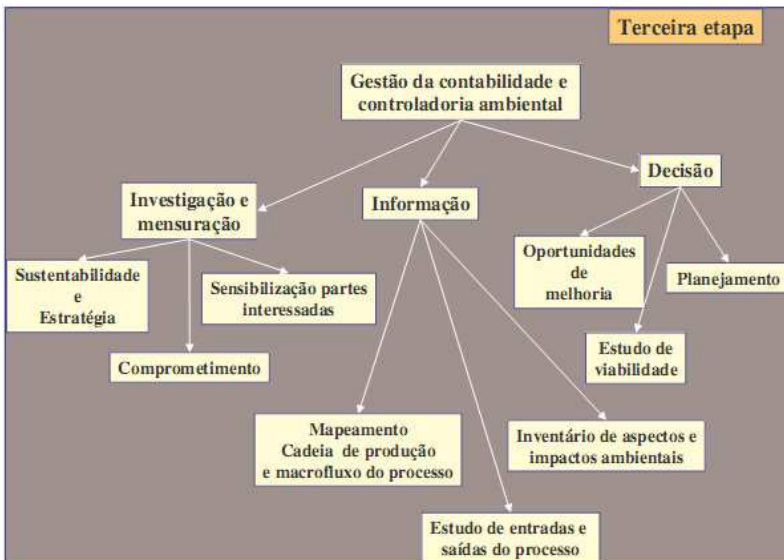 Terceira etapa
Gestão da contabilidade e
controladoria ambiental
Decisão
Investigação e
mensuração
Informação
Oportunidades
de
melhoria
Planejamento
Sustentabilidade
e
Estratégia
Sensibilização partes
interessadas
Estudo de
viabilidade
Comprometimento
Mapeamento
Cadeia de produção
e macrofluxo do processo
Inventário de aspectos e
impactos ambientais
Estudo de entradas e
saídas do processo